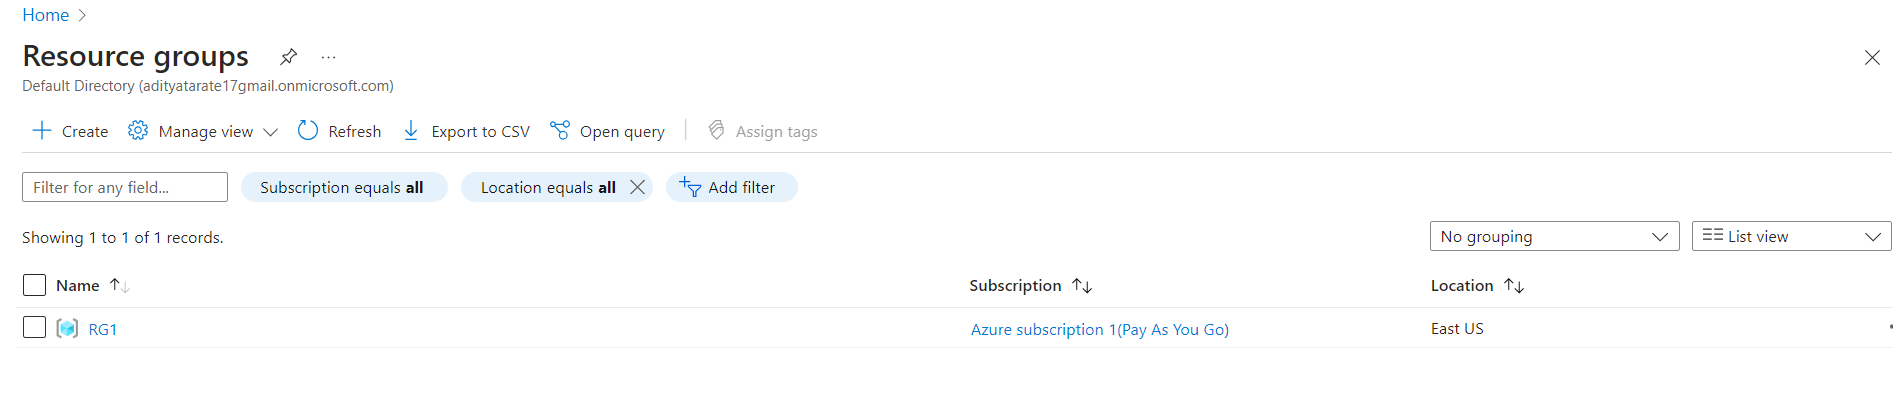 Home
Resource groups
Default Directory (adityatarate17gmail.onmicrosoft.com)
Create Manage view Refresh Export to CSV Open query Assign tags
Filter for any field... Subscription equals all Location equals all Add filter
Showing 1 to 1 of 1 records. No grouping List view
Name Subscription Location
RG1 Azure subscription 1(Pay As You Go) East US